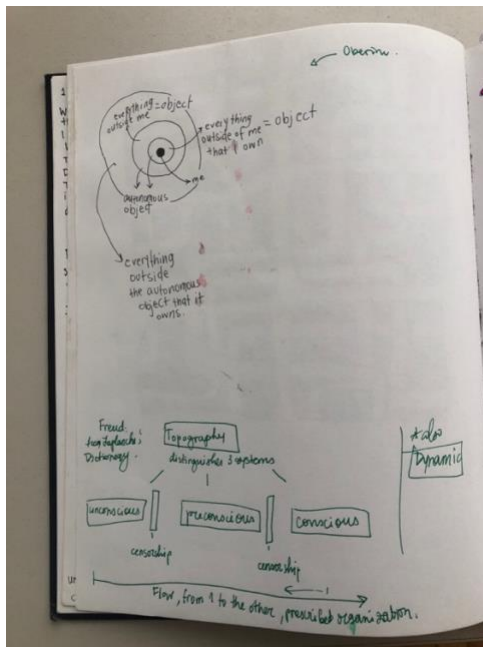 ← Oberiu.
everything
outside me = object
everything
outside of me = object
that I own
me
autonomous
object
everything
outside
the autonomous
object that it
owns.
Freud:
Dictionary.
Topography
distinguishes 3 systems
unconscious
preconscious
conscious
censorship
censorship
Flow, from 1 to the other, prescribed organization.
* also
Dynamic